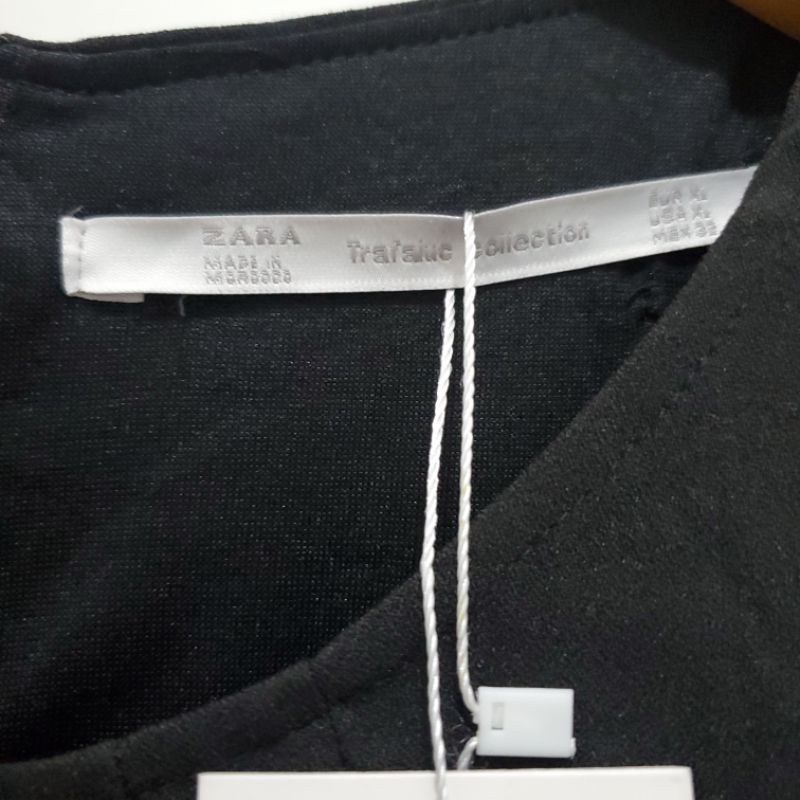 ZARA
MADE IN
MOROCCO
Trafaluc collection
EUR XL
USA XL
MEX 32